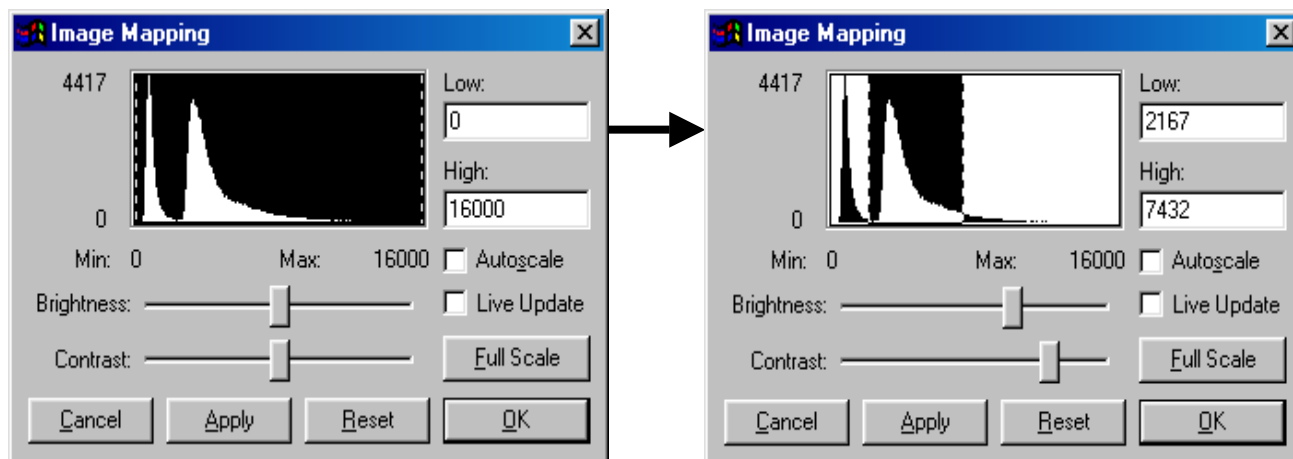 Image Mapping
4417
0
Low:
0
High:
16000
Min: 0 Max: 16000
Autoscale
Brightness:
Live Update
Contrast:
Full Scale
Cancel Apply Reset OK
Image Mapping
4417
0
Low:
2167
High:
7432
Min: 0 Max: 16000
Autoscale
Brightness:
Live Update
Contrast:
Full Scale
Cancel Apply Reset OK